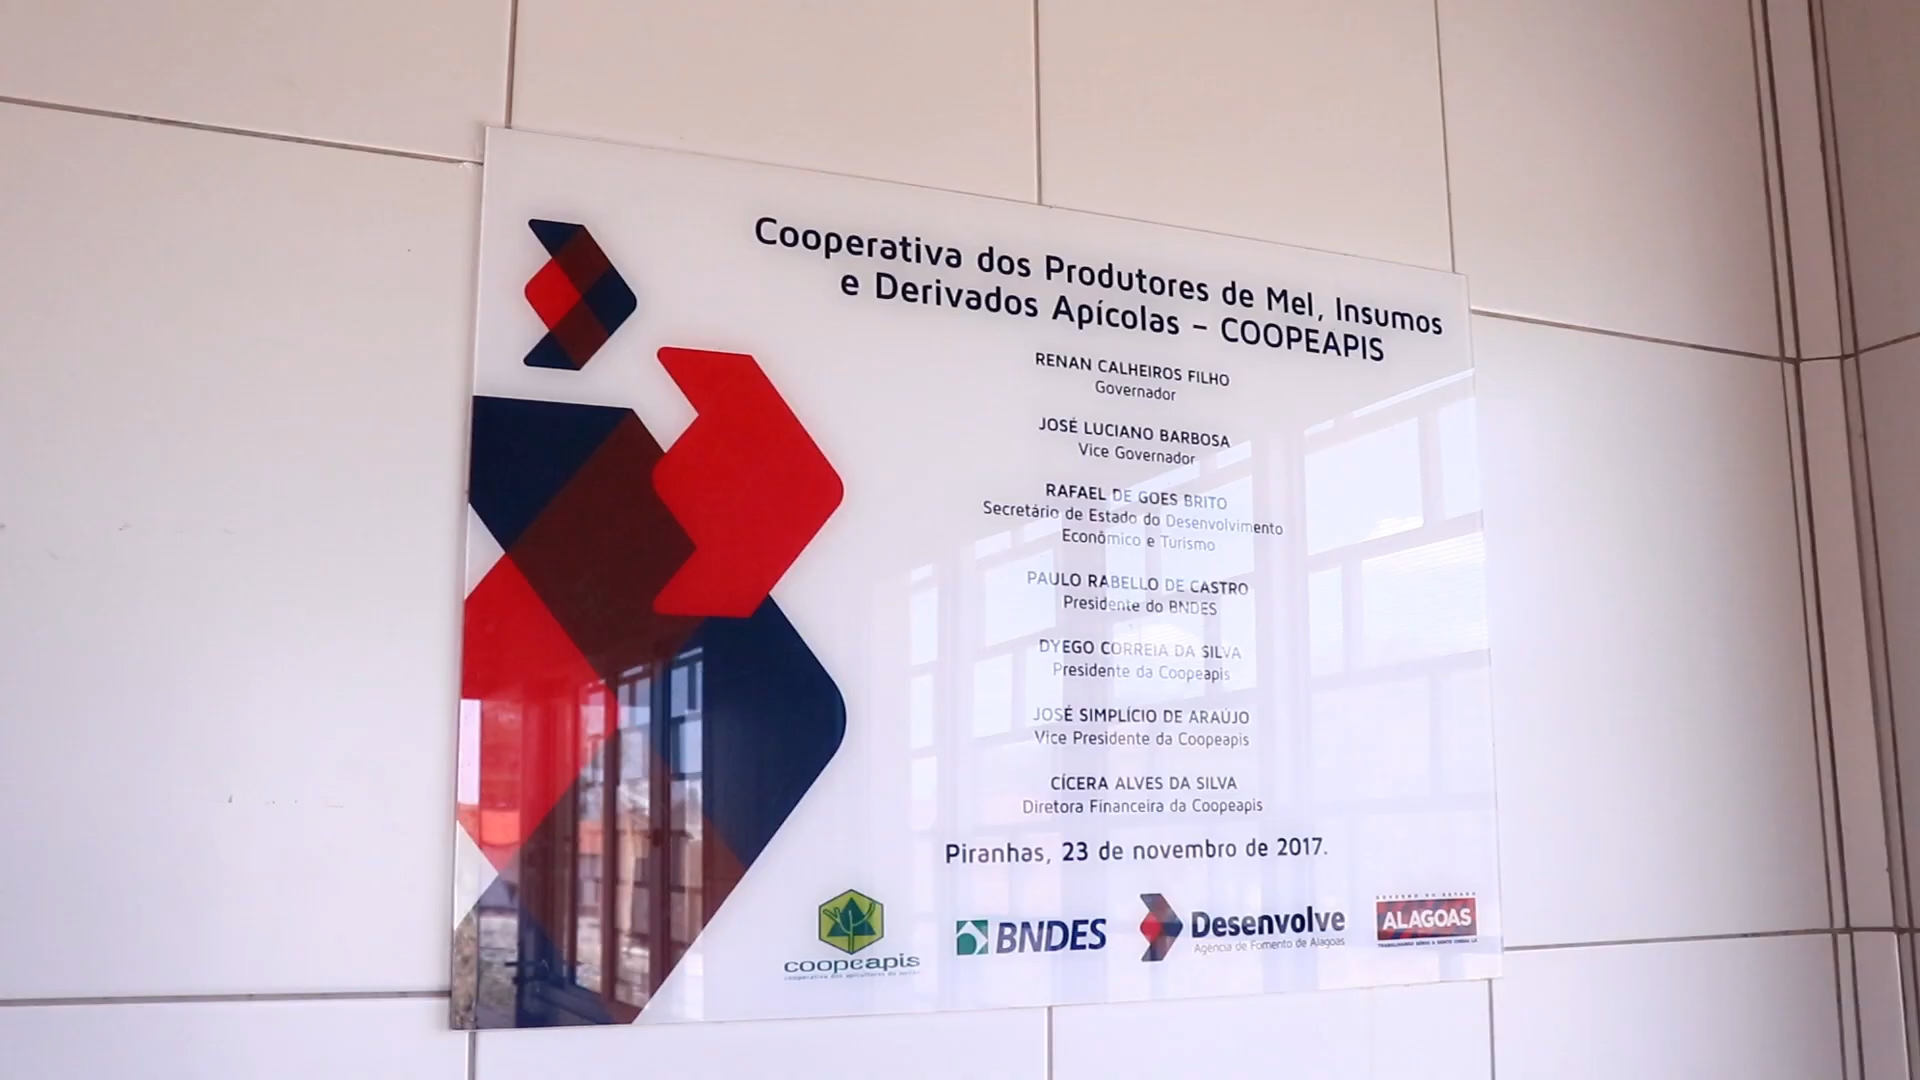 Cooperativa dos Produtores de Mel, Insumos
e Derivados Apícolas – COOPEAPIS
RENAN CALHEIROS FILHO
Governador
JOSÉ LUCIANO BARBOSA
Vice Governador
RAFAEL DE GOES BRITO
Secretário de Estado do Desenvolvimento
Econômico e Turismo
PAULO RABELLO DE CASTRO
Presidente do BNDES
DYEGO CORREIA DA SILVA
Presidente da Coopeapis
JOSÉ SIMPLÍCIO DE ARAÚJO
Vice Presidente da Coopeapis
CÍCERA ALVES DA SILVA
Diretora Financeira da Coopeapis
Piranhas, 23 de novembro de 2017.
coopeapis
BNDES
Desenvolve
Agência de Fomento de Alagoas
GOVERNO DO ESTADO
ALAGOAS